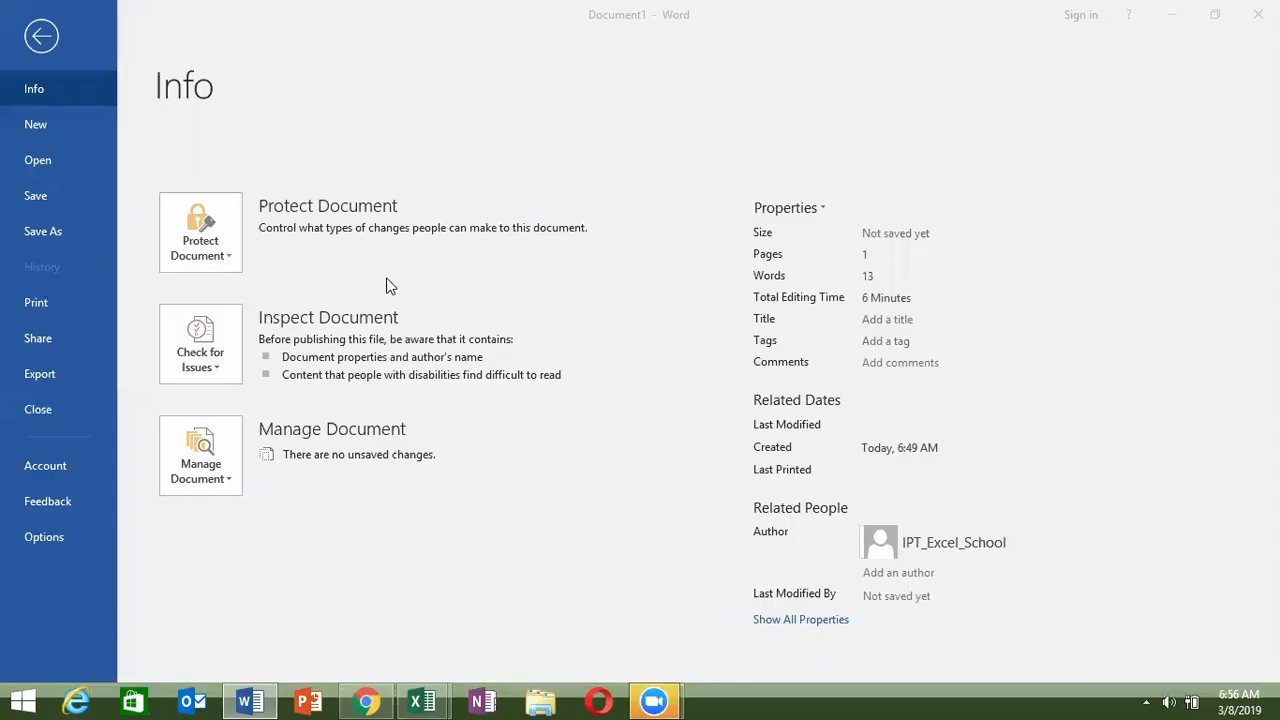 Document1 - Word
Sign in ?
Info
Info
New
Open
Save
Save As
History
Print
Share
Export
Close
Account
Feedback
Options
Protect Document
Protect Document
Control what types of changes people can make to this document.
Check for Issues
Inspect Document
Before publishing this file, be aware that it contains:
Document properties and author's name
Content that people with disabilities find difficult to read
Manage Document
Manage Document
There are no unsaved changes.
Properties
Size Not saved yet
Pages 1
Words 13
Total Editing Time 6 Minutes
Title Add a title
Tags Add a tag
Comments Add comments
Related Dates
Last Modified
Created Today, 6:49 AM
Last Printed
Related People
Author IPT_Excel_School
Add an author
Last Modified By Not saved yet
Show All Properties
6:56 AM
3/8/2019